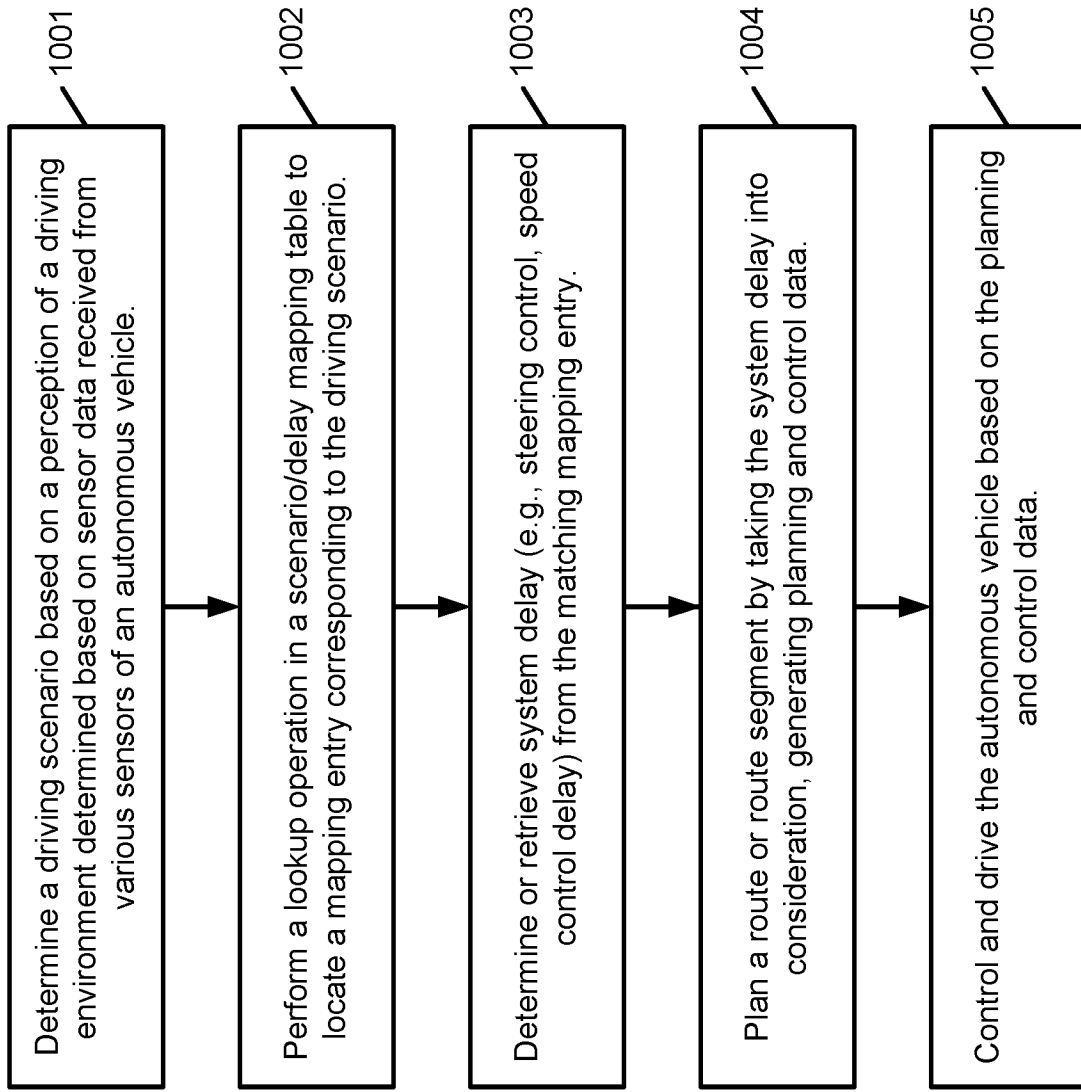 Determine a driving scenario based on a perception of a driving
environment determined based on sensor data received from
various sensors of an autonomous vehicle.
1001
Perform a lookup operation in a scenario/delay mapping table to
locate a mapping entry corresponding to the driving scenario.
1002
Determine or retrieve system delay (e.g., steering control, speed
control delay) from the matching mapping entry.
1003
Plan a route or route segment by taking the system delay into
consideration, generating planning and control data.
1004
Control and drive the autonomous vehicle based on the planning
and control data.
1005